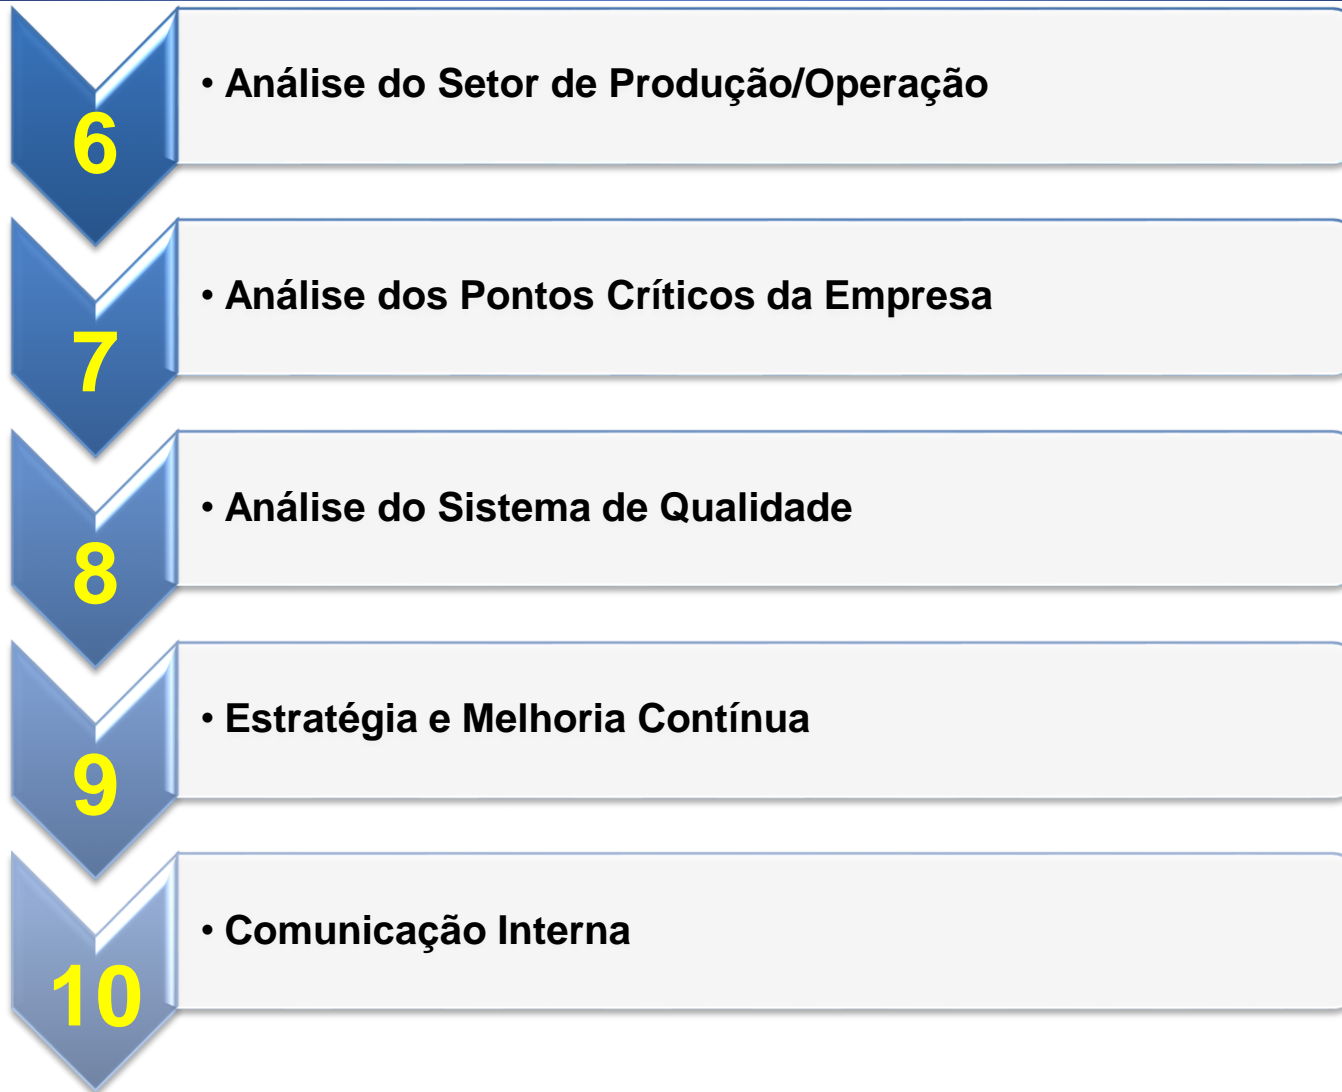 6
• Análise do Setor de Produção/Operação
7
• Análise dos Pontos Críticos da Empresa
8
• Análise do Sistema de Qualidade
9
• Estratégia e Melhoria Contínua
10
• Comunicação Interna